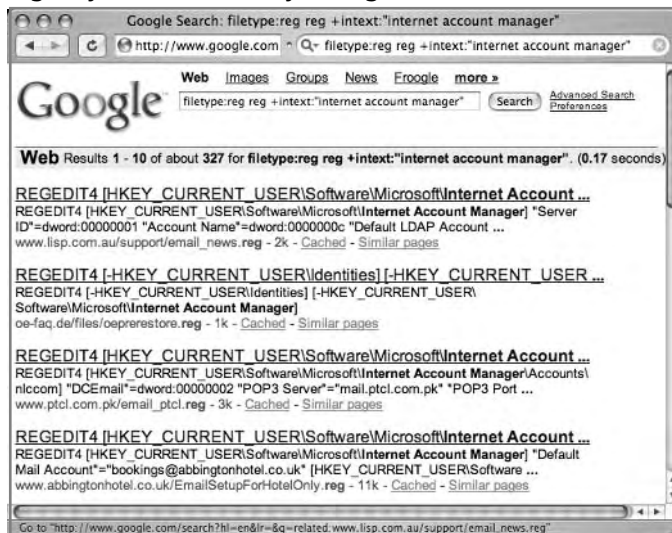 Google Search: filetype:reg reg +intext:"internet account manager"
http://www.google.com filetype:reg reg +intext:"internet account manager"
Web Images Groups News Froogle more »
Google
filetype:reg reg +intext:"internet account manager" Search Advanced Search
Preferences
Web Results 1 - 10 of about 327 for filetype:reg reg +intext:"internet account manager". (0.17 seconds)
REGEDIT4 [HKEY_CURRENT_USER\Software\Microsoft\Internet Account ...
REGEDIT4 [HKEY_CURRENT_USER\Software\Microsoft\Internet Account Manager] "Server
ID"=dword:00000001 "Account Name"=dword:0000000c "Default LDAP Account ...
www.lisp.com.au/support/email_news.reg - 2k - Cached - Similar pages
REGEDIT4 [-HKEY_CURRENT_USER\Identities] [-HKEY_CURRENT_USER ...
REGEDIT4 [-HKEY_CURRENT_USER\Identities] [-HKEY_CURRENT_USER\
Software\Microsoft\Internet Account Manager]
oe-faq.de/files/oeprerestore.reg - 1k - Cached - Similar pages
REGEDIT4 [HKEY_CURRENT_USER\Software\Microsoft\Internet Account ...
REGEDIT4 [HKEY_CURRENT_USER\Software\Microsoft\Internet Account Manager\Accounts\
nlccom] "DCEmail"=dword:00000002 "POP3 Server"="mail.ptcl.com.pk" "POP3 Port ...
www.ptcl.com.pk/email_ptcl.reg - 3k - Cached - Similar pages
REGEDIT4 [HKEY_CURRENT_USER\Software\Microsoft\Internet Account ...
REGEDIT4 [HKEY_CURRENT_USER\Software\Microsoft\Internet Account Manager] "Default
Mail Account"="bookings@abbingtonhotel.co.uk" [HKEY_CURRENT_USER\Software ...
www.abbingtonhotel.co.uk/EmailSetupForHotelOnly.reg - 11k - Cached - Similar pages
Go to "http://www.google.com/search?hl=en&lr=&q=related:www.lisp.com.au/support/email_news.reg"